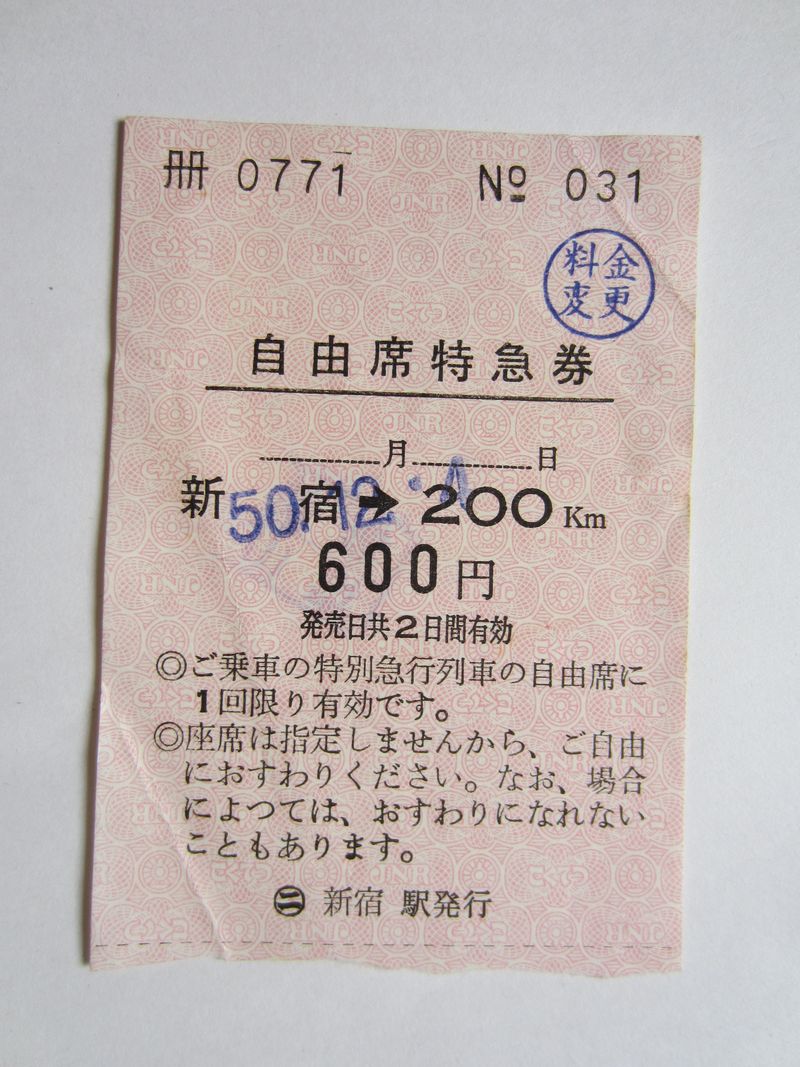 冊 0771 № 031
料金
変更
自由席特急券
月 日
新宿→200Km
50.12.-1
600円
発売日共2日間有効
◎ご乗車の特別急行列車の自由席に
1回限り有効です。
◎座席は指定しませんから、ご自由
におすわりください。なお、場合
によつては、おすわりになれない
こともあります。
㊁ 新宿 駅発行